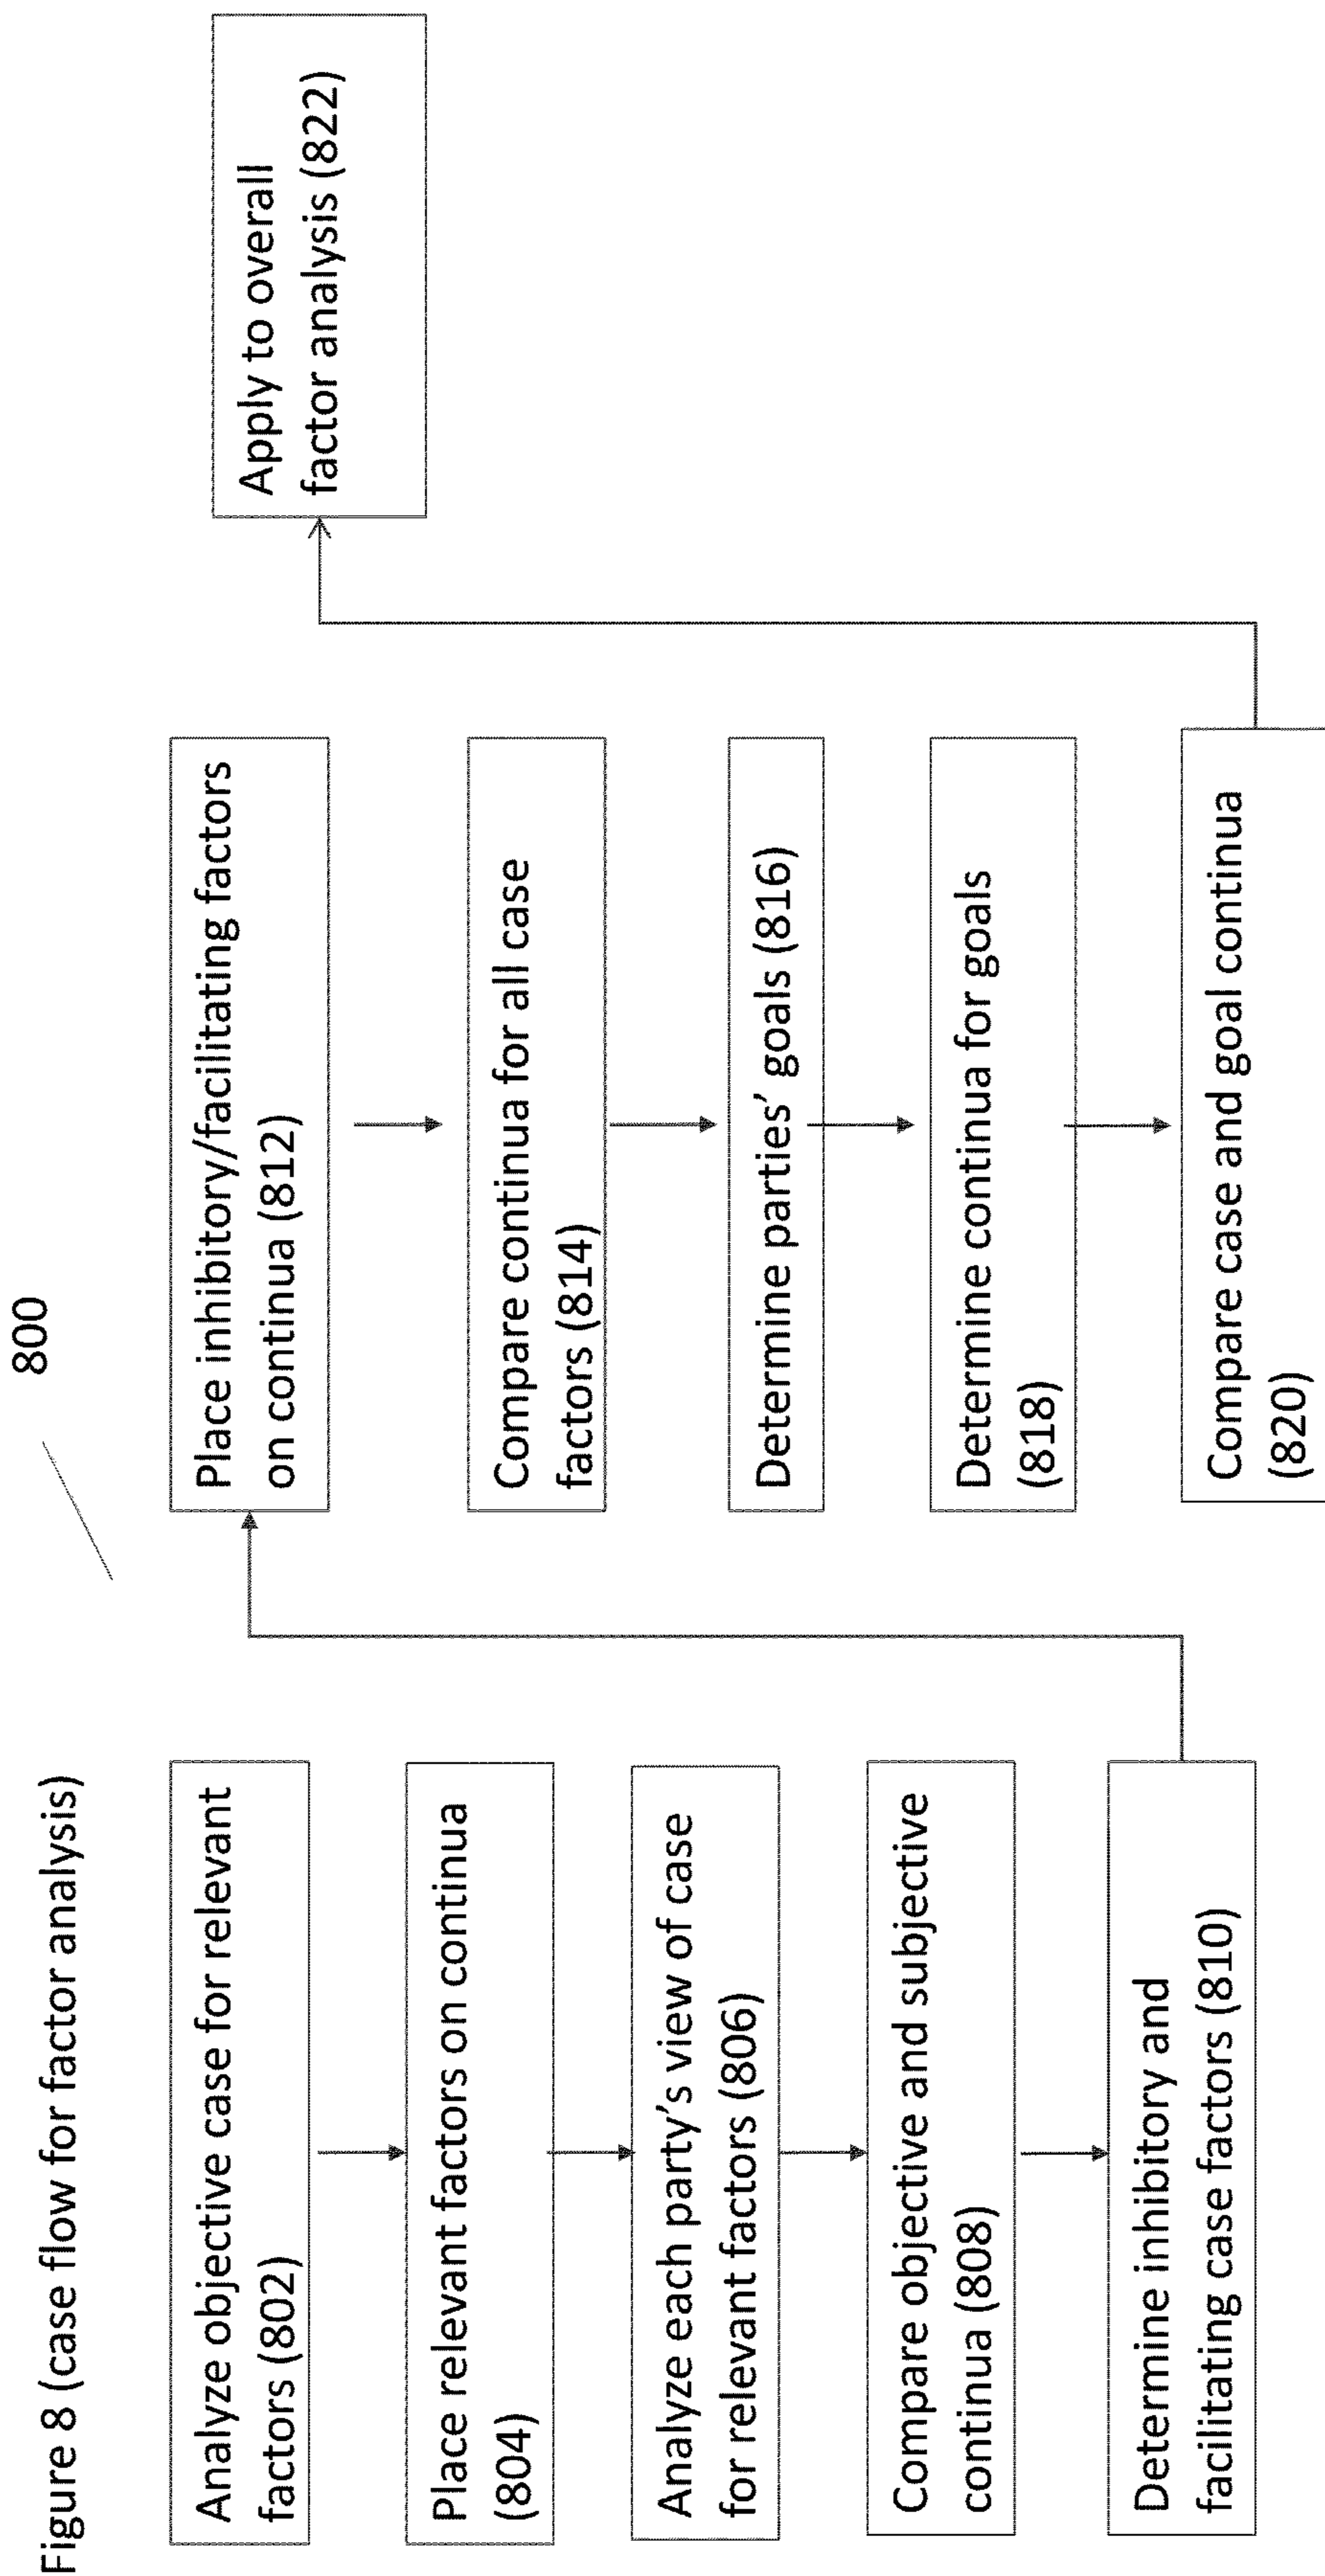 Figure 8 (case flow for factor analysis)
800
Analyze objective case for relevant
factors (802)
Place relevant factors on continua
(804)
Analyze each party’s view of case
for relevant factors (806)
Compare objective and subjective
continua (808)
Determine inhibitory and
facilitating case factors (810)
Place inhibitory/facilitating factors
on continua (812)
Compare continua for all case
factors (814)
Determine parties’ goals (816)
Determine continua for goals
(818)
Compare case and goal continua
(820)
Apply to overall
factor analysis (822)